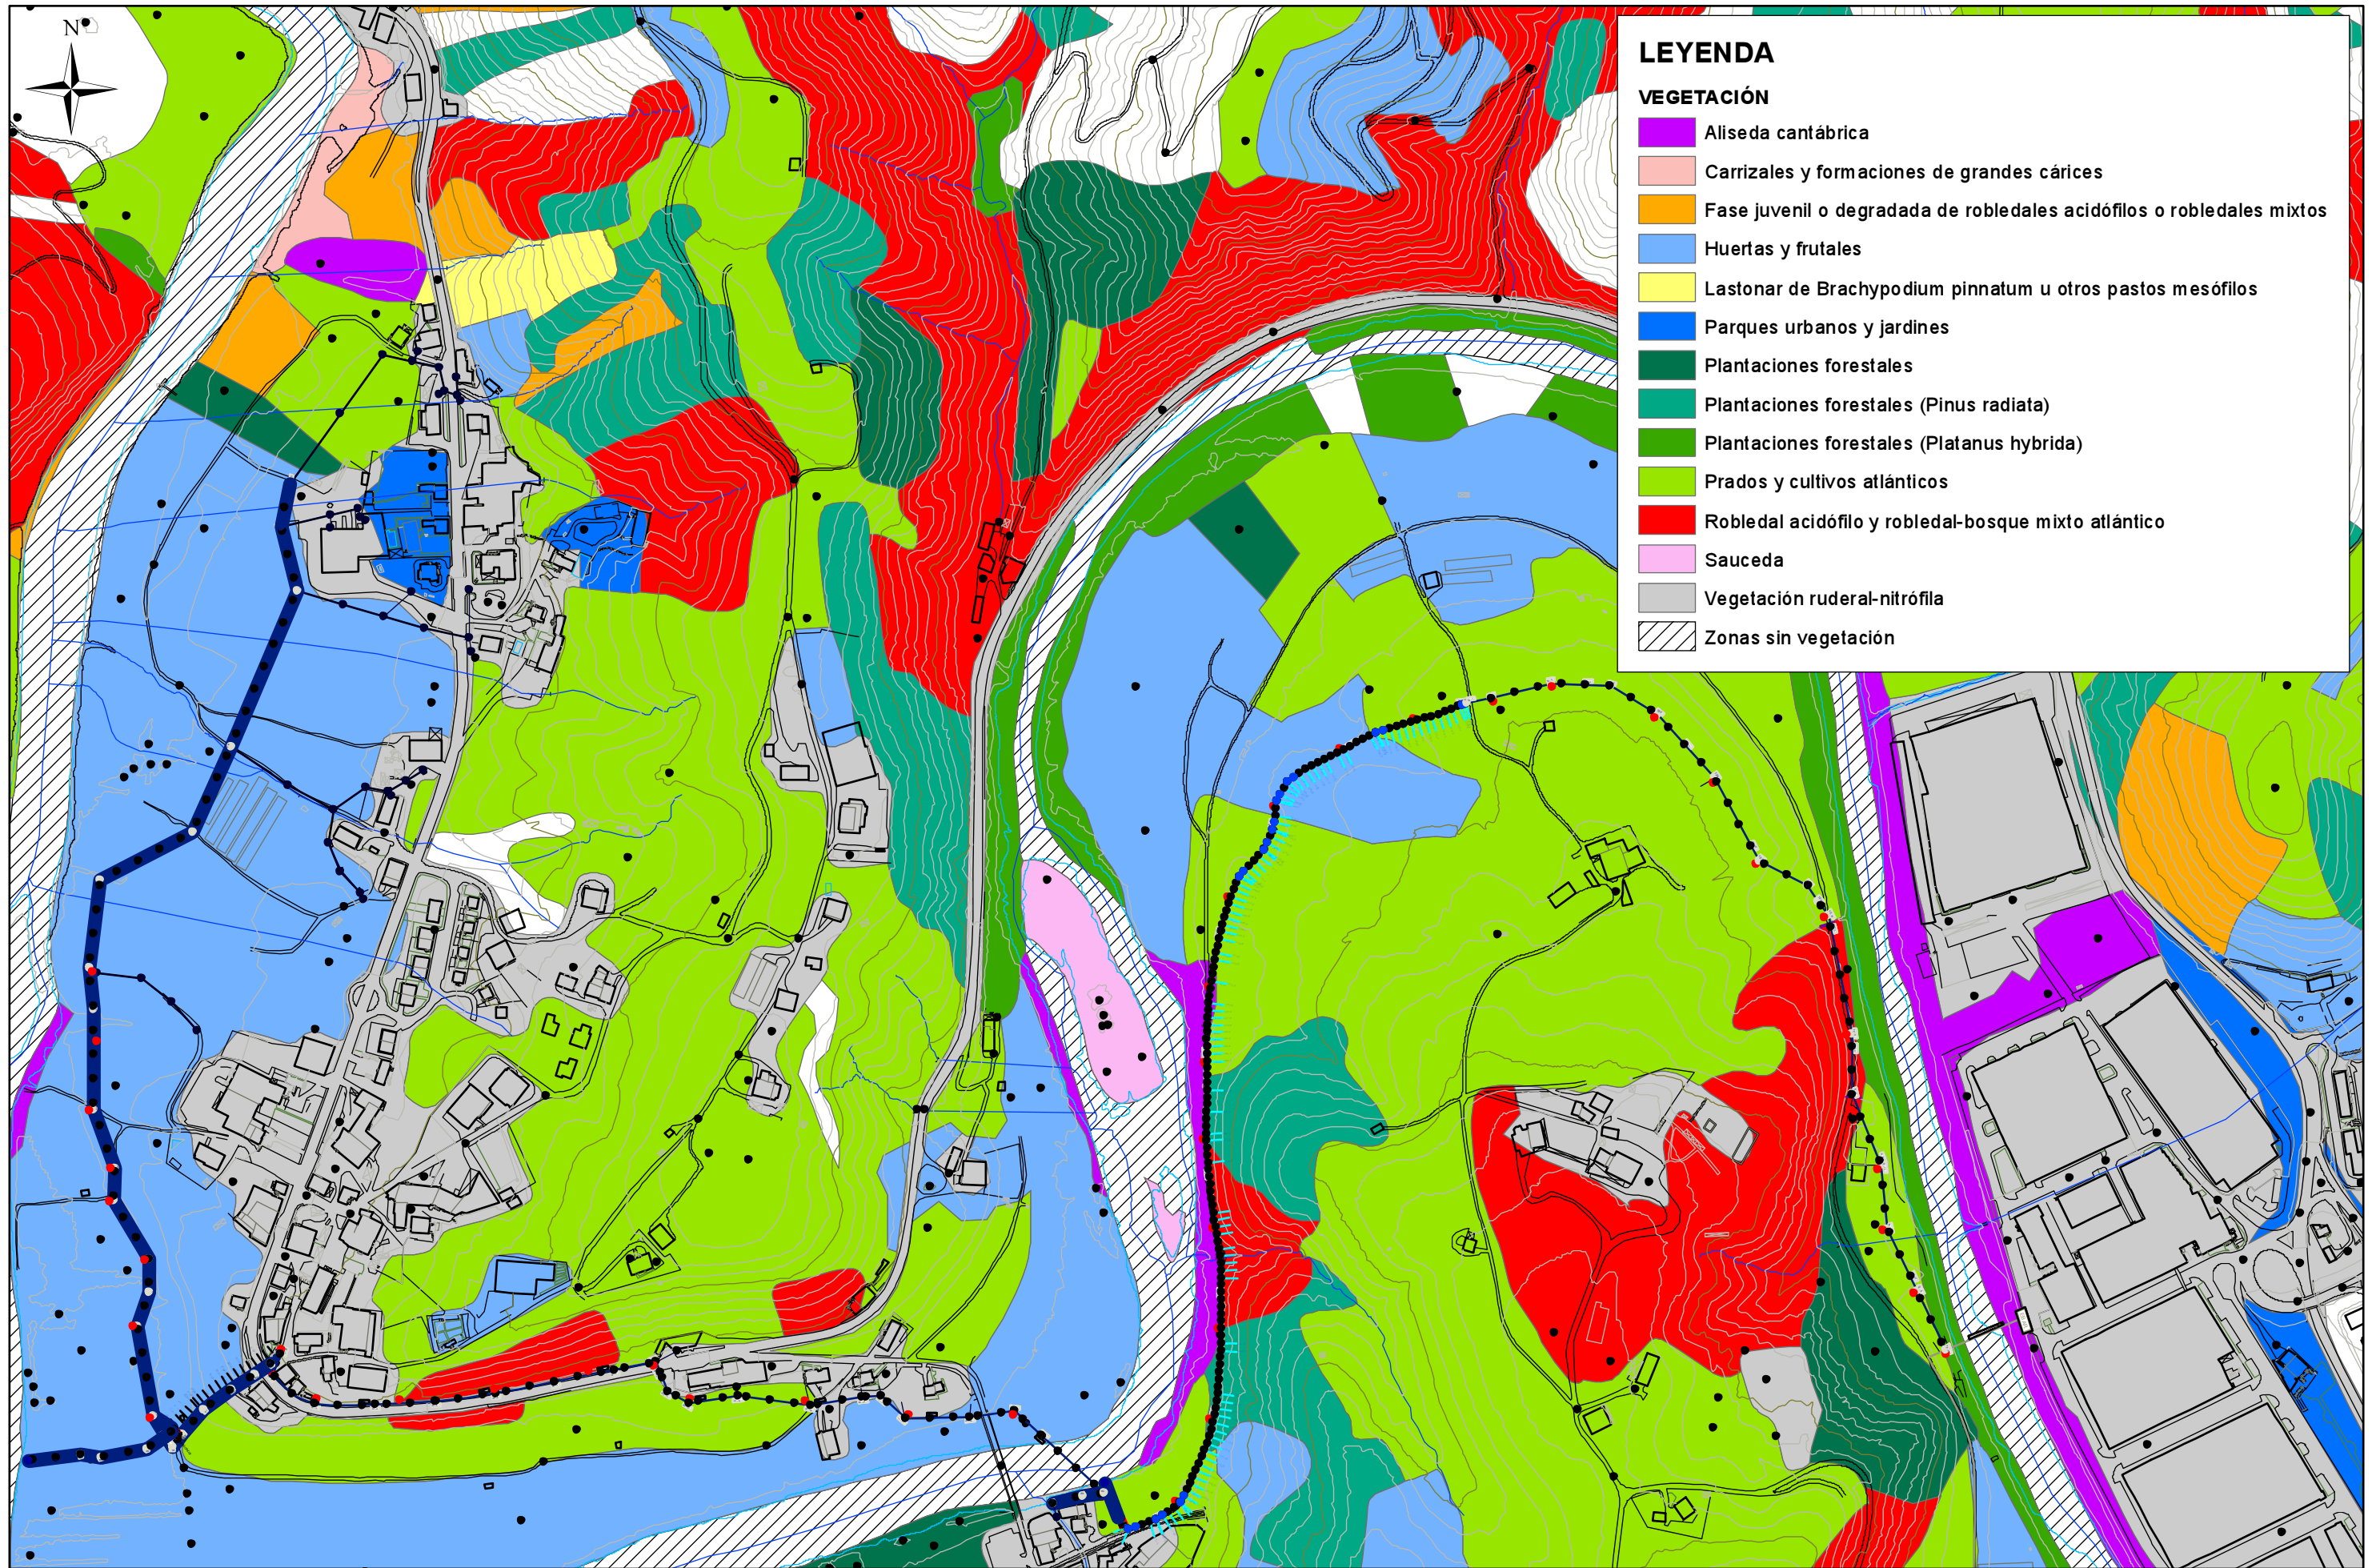 N
LEYENDA
VEGETACIÓN
Aliseda cantábrica
Carrizales y formaciones de grandes cárices
Fase juvenil o degradada de robledales acidófilos o robledales mixtos
Huertas y frutales
Lastonar de Brachypodium pinnatum u otros pastos mesófilos
Parques urbanos y jardines
Plantaciones forestales
Plantaciones forestales (Pinus radiata)
Plantaciones forestales (Platanus hybrida)
Prados y cultivos atlánticos
Robledal acidófilo y robledal-bosque mixto atlántico
Sauceda
Vegetación ruderal-nitrófila
Zonas sin vegetación